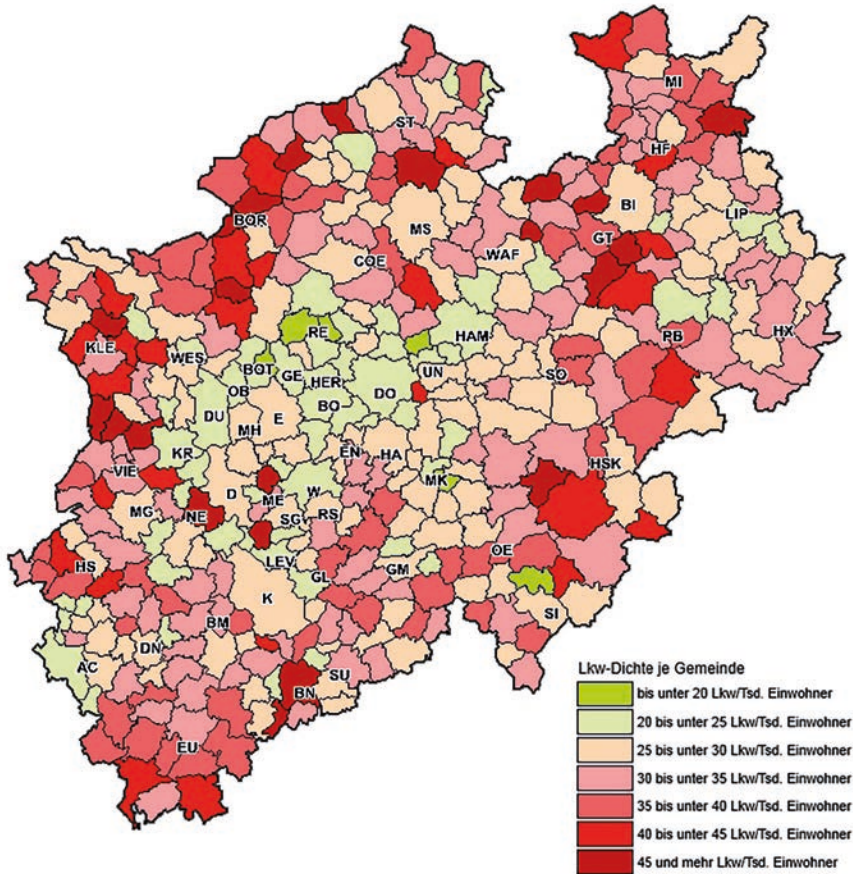 MI
ST
HF
BI
LIP
BOR
MS
GT
COE
WAF
RE
HAM
PB
HX
KLE
WES
BOT
GE
HER
UN
SO
OB
BO
DO
DU
MH
E
EN
HA
HSK
KR
VIE
MK
D
ME
W
MG
NE
SG
RS
OE
HS
LEV
GL
GM
K
SI
BM
DN
AC
SU
BN
EU
Lkw-Dichte je Gemeinde
bis unter 20 Lkw/Tsd. Einwohner
20 bis unter 25 Lkw/Tsd. Einwohner
25 bis unter 30 Lkw/Tsd. Einwohner
30 bis unter 35 Lkw/Tsd. Einwohner
35 bis unter 40 Lkw/Tsd. Einwohner
40 bis unter 45 Lkw/Tsd. Einwohner
45 und mehr Lkw/Tsd. Einwohner